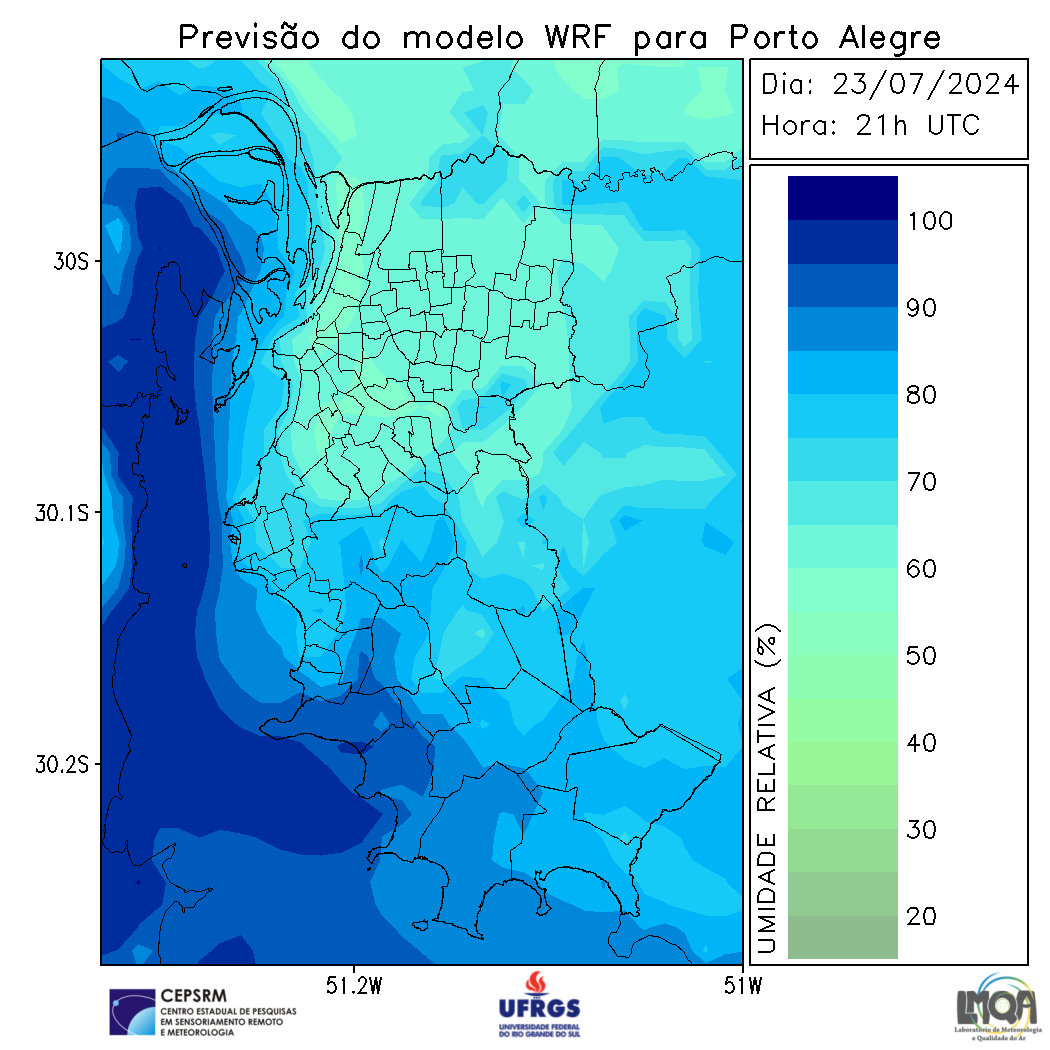 Previsão do modelo WRF para Porto Alegre
Dia: 23/07/2024
Hora: 21h UTC
30S
30.1S
30.2S
51.2W
51W
UMIDADE RELATIVA (%)
100
90
80
70
60
50
40
30
20
CEPSRM
CENTRO ESTADUAL DE PESQUISAS
EM SENSORIAMENTO REMOTO
E METEOROLOGIA
UFRGS
UNIVERSIDADE FEDERAL
DO RIO GRANDE DO SUL
LMQA
Laboratório de Meteorologia
e Qualidade do Ar